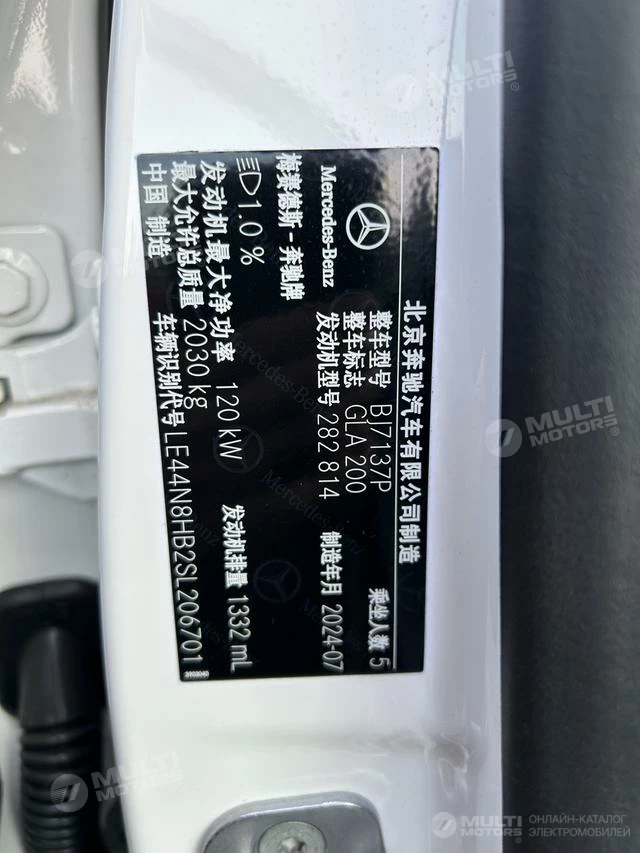 北京奔驰汽车有限公司制造
Mercedes-Benz
梅赛德斯－奔驰牌
整车型号 BJ7137P 乘坐人数 5
整车标志 GLA 200
发动机型号 282 814 制造年月 2024-07
1.0 %
发动机最大净功率 120 kW 发动机排量 1332 mL
最大允许总质量 2030 kg
中国 制造 车辆识别代号 LE44N8HB2SL206701
MULTI MOTORS
MULTI MOTORS
MULTI MOTORS
MULTI MOTORS
MULTI MOTORS
ОНЛАЙН-КАТАЛОГ
ЭЛЕКТРОМОБИЛЕЙ